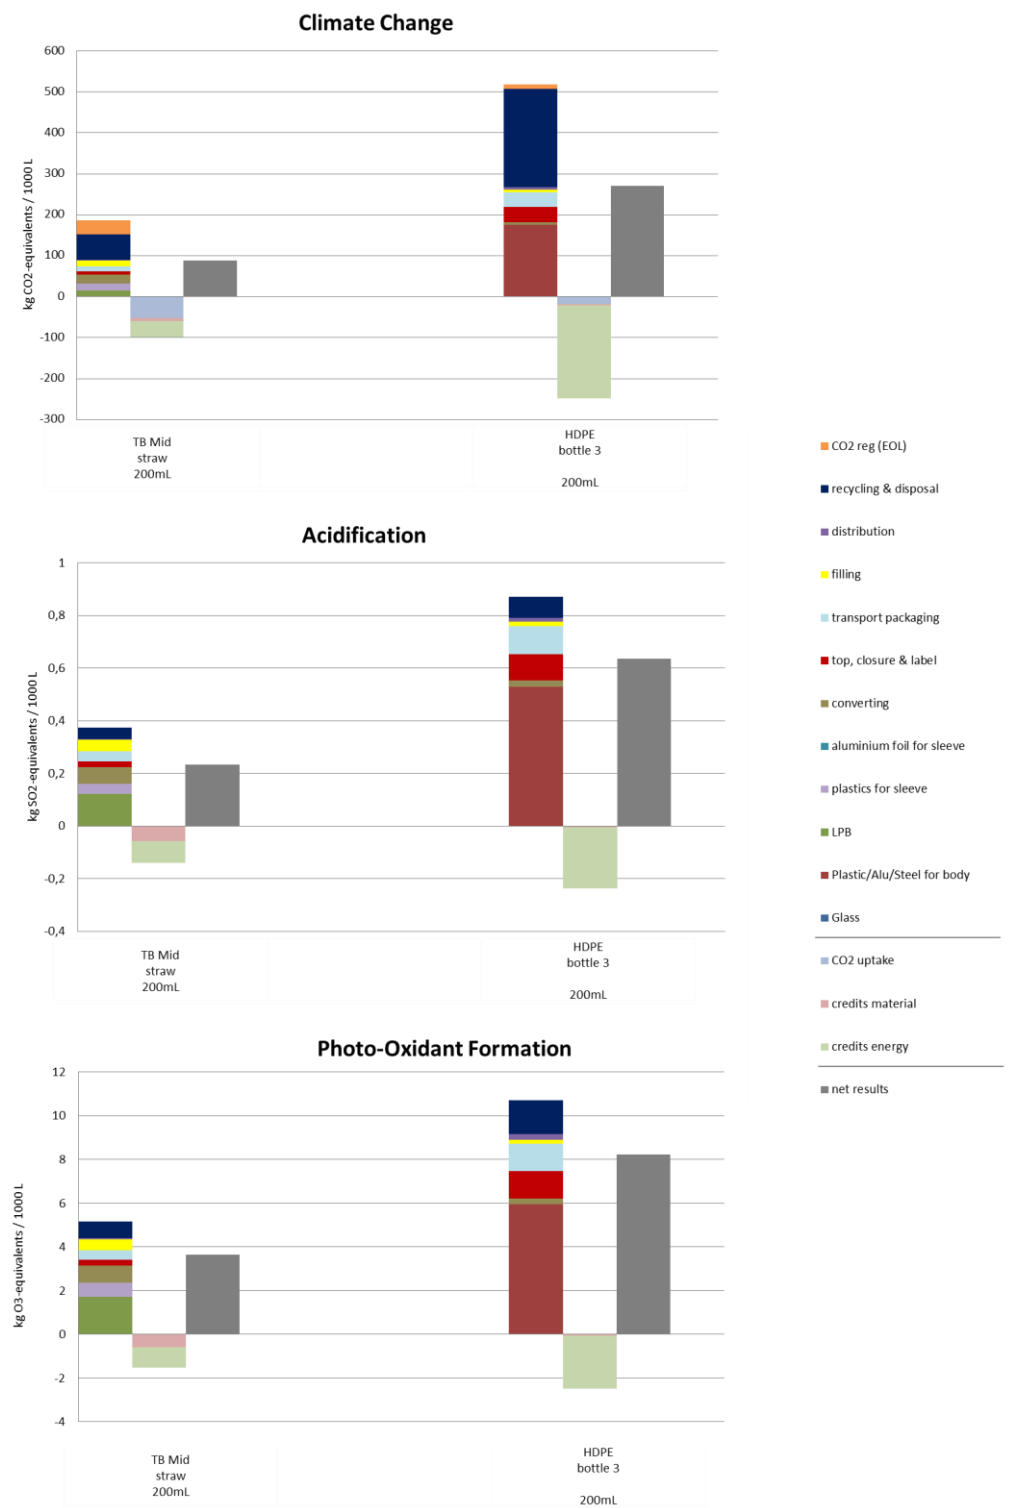 Climate Change
kg CO2-equivalents / 1000 L
600
500
400
300
200
100
0
-100
-200
-300
TB Mid
straw
200mL
HDPE
bottle 3
200mL
Acidification
kg SO2-equivalents / 1000 L
1
0,8
0,6
0,4
0,2
0
-0,2
-0,4
TB Mid
straw
200mL
HDPE
bottle 3
200mL
Photo-Oxidant Formation
kg O3-equivalents / 1000 L
12
10
8
6
4
2
0
-2
-4
TB Mid
straw
200mL
HDPE
bottle 3
200mL
CO2 reg (EOL)
recycling & disposal
distribution
filling
transport packaging
top, closure & label
converting
aluminium foil for sleeve
plastics for sleeve
LPB
Plastic/Alu/Steel for body
Glass
CO2 uptake
credits material
credits energy
net results